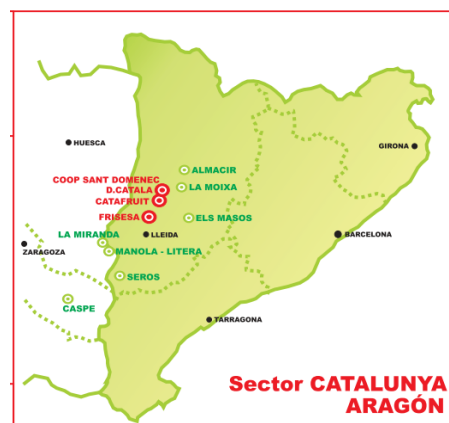 HUESCA
GIRONA
ALMACIR
COOP SANT DOMENEC
D.CATALA
LA MOIXA
CATAFRUIT
FRISESA
ELS MASOS
LLEIDA
BARCELONA
LA MIRANDA
ZARAGOZA
MANOLA - LITERA
SEROS
CASPE
TARRAGONA
Sector CATALUNYA
ARAGÓN